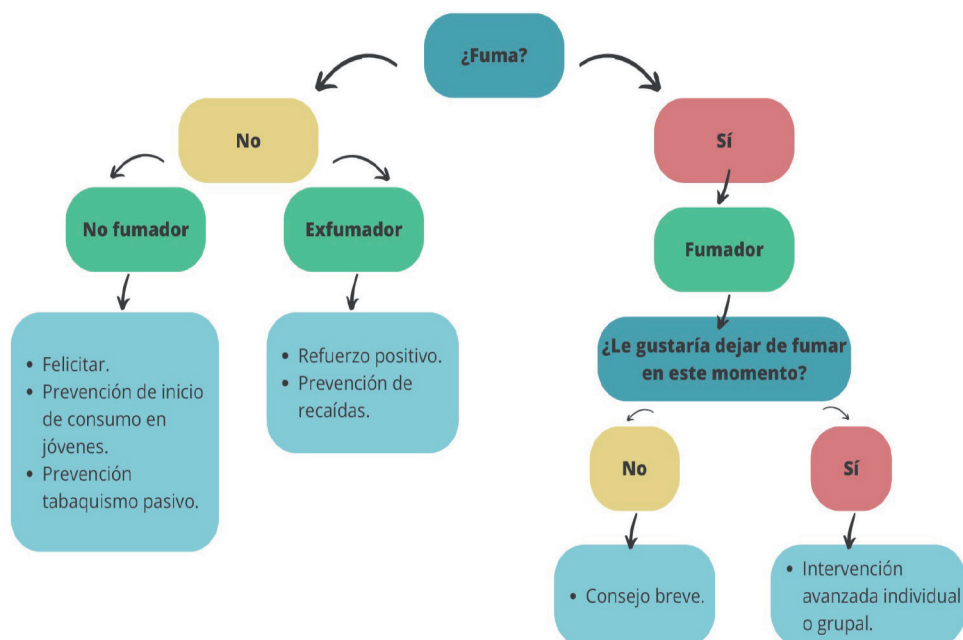 ¿Fuma?
No
Sí
No fumador
Exfumador
Fumador
• Felicitar.
• Prevención de inicio
de consumo en
jóvenes.
• Prevención
tabaquismo pasivo.
• Refuerzo positivo.
• Prevención de
recaídas.
¿Le gustaría dejar de fumar
en este momento?
No
Sí
• Consejo breve.
• Intervención
avanzada individual
o grupal.